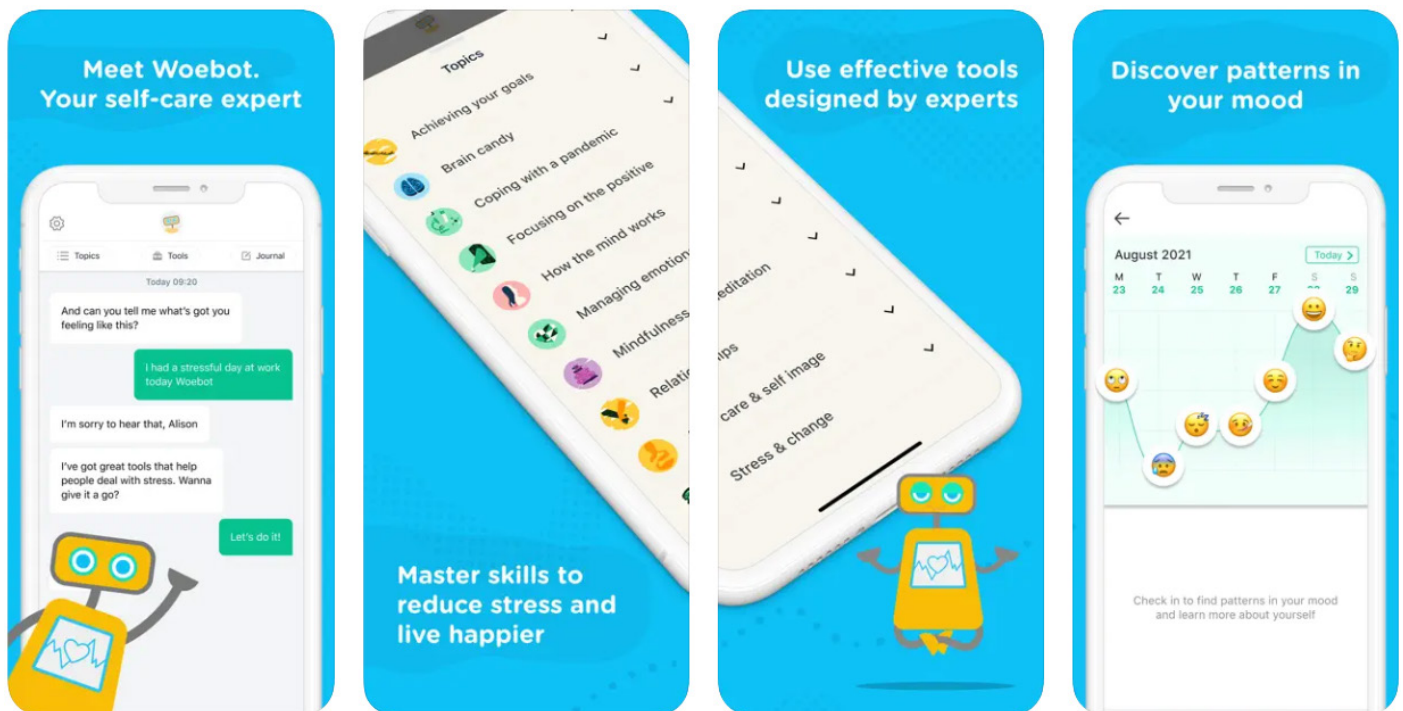 Meet Woebot.
Your self-care expert
Topics
Tools
Journal
Today 09:20
And can you tell me what's got you
feeling like this?
I had a stressful day at work
today Woebot
I'm sorry to hear that, Alison
I've got great tools that help
people deal with stress. Wanna
give it a go?
Let's do it!
Topics
Achieving your goals
Brain candy
Coping with a pandemic
Focusing on the positive
How the mind works
Managing emotion
Mindfulness
Relatio
Master skills to
reduce stress and
live happier
Use effective tools
designed by experts
editation
ips
care & self image
Stress & change
Discover patterns in
your mood
August 2021
Today >
M T W T F S S
23 24 25 26 27 29
Check in to find patterns in your mood
and learn more about yourself